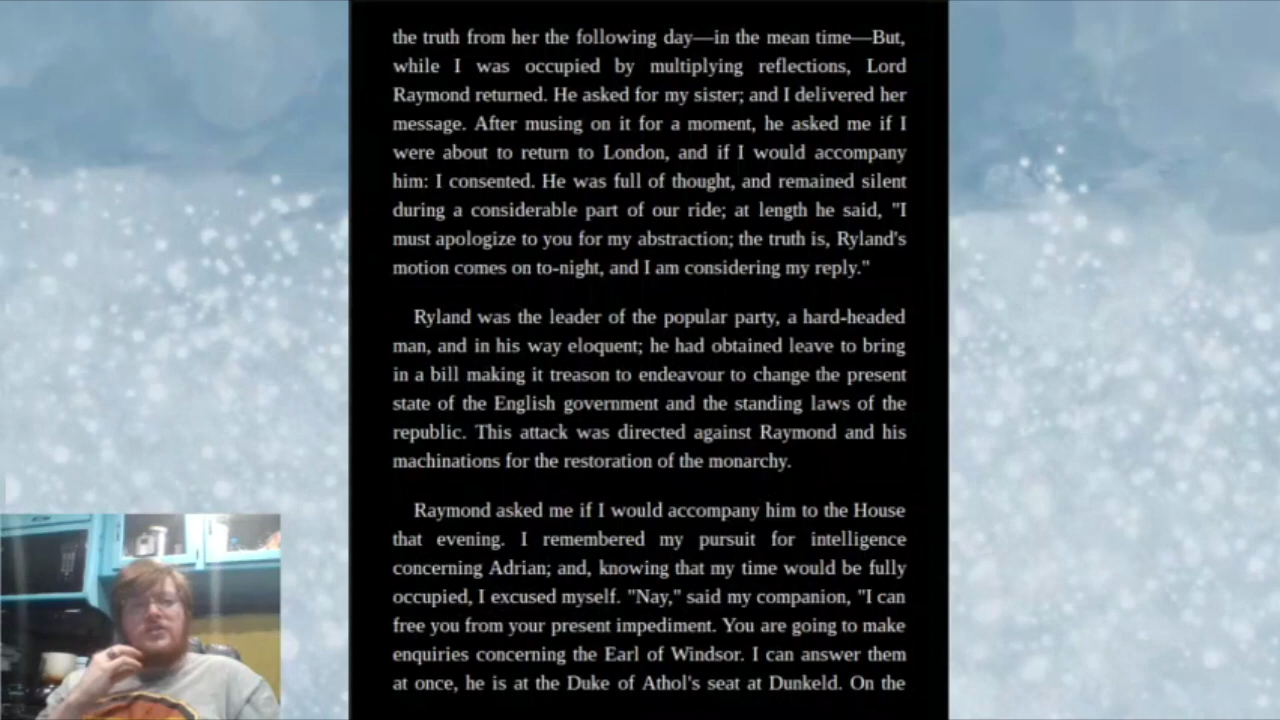 the truth from her the following day—in the mean time—But,
while I was occupied by multiplying reflections, Lord
Raymond returned. He asked for my sister; and I delivered her
message. After musing on it for a moment, he asked me if I
were about to return to London, and if I would accompany
him: I consented. He was full of thought, and remained silent
during a considerable part of our ride; at length he said, "I
must apologize to you for my abstraction; the truth is, Ryland's
motion comes on to-night, and I am considering my reply."
Ryland was the leader of the popular party, a hard-headed
man, and in his way eloquent; he had obtained leave to bring
in a bill making it treason to endeavour to change the present
state of the English government and the standing laws of the
republic. This attack was directed against Raymond and his
machinations for the restoration of the monarchy.
Raymond asked me if I would accompany him to the House
that evening. I remembered my pursuit for intelligence
concerning Adrian; and, knowing that my time would be fully
occupied, I excused myself. "Nay," said my companion, "I can
free you from your present impediment. You are going to make
enquiries concerning the Earl of Windsor. I can answer them
at once, he is at the Duke of Athol's seat at Dunkeld. On the